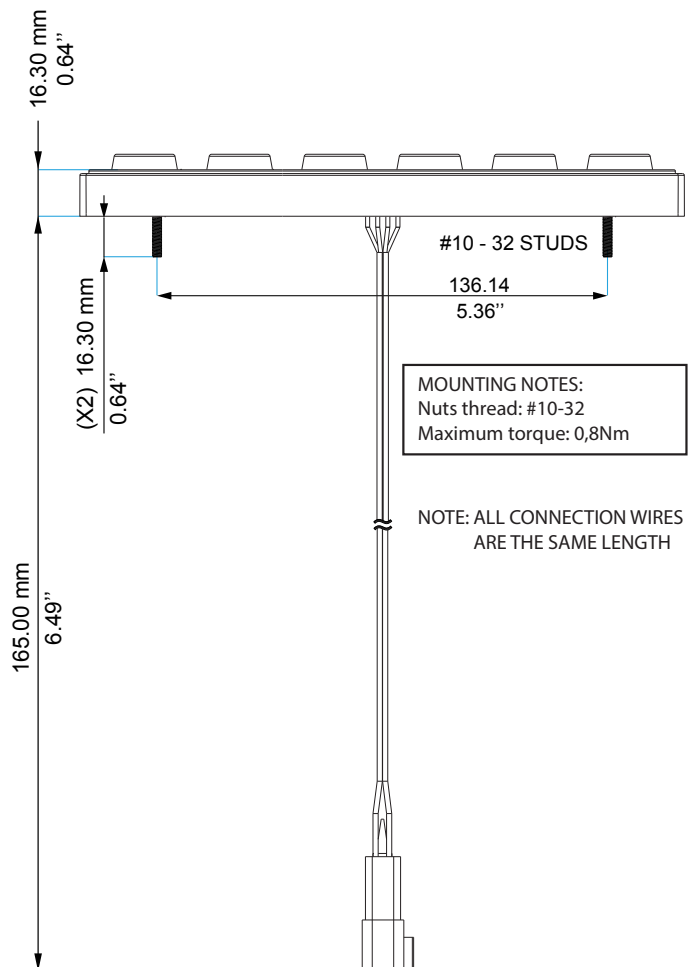 16.30 mm
0.64”
#10 - 32 STUDS
136.14
5.36’’
(X2) 16.30 mm
0.64”
MOUNTING NOTES:
Nuts thread: #10-32
Maximum torque: 0,8Nm
NOTE: ALL CONNECTION WIRES
ARE THE SAME LENGTH
165.00 mm
6.49”